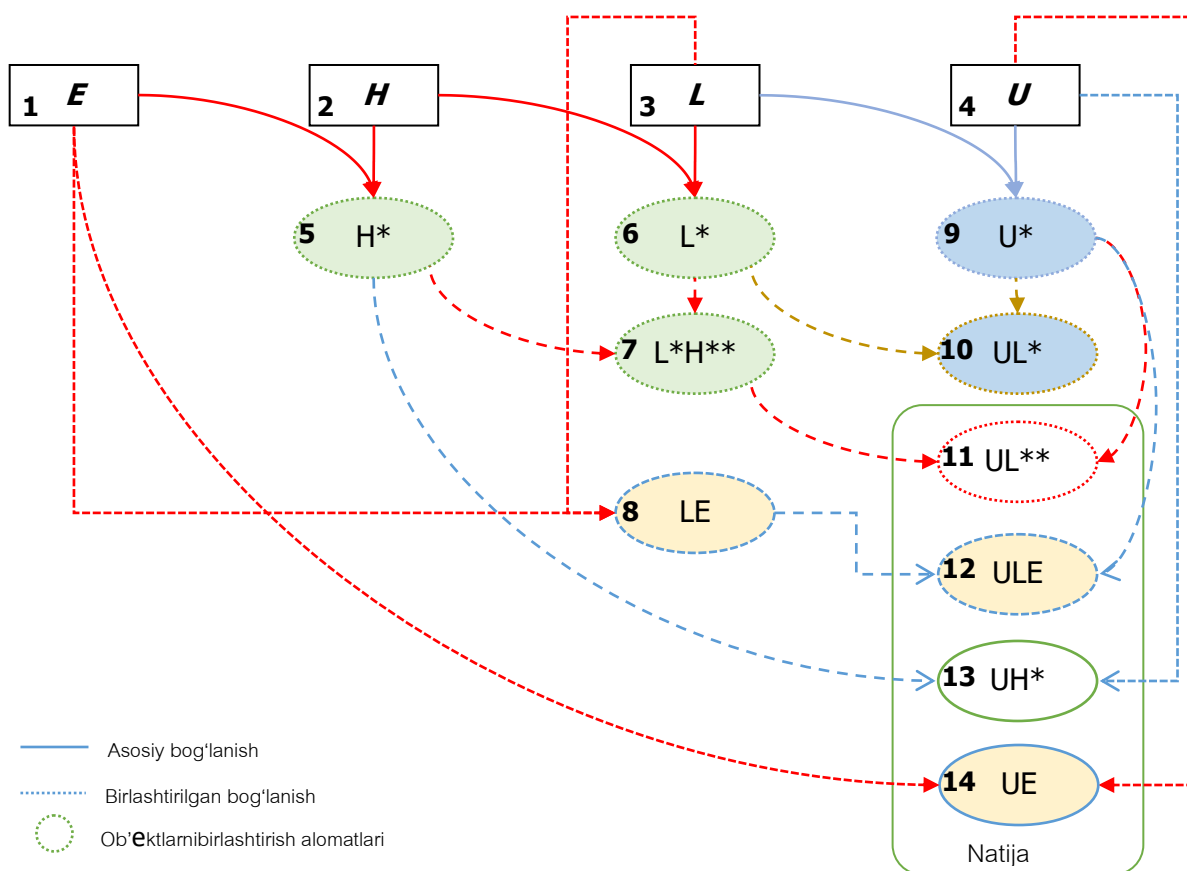 1 E
2 H
3 L
4 U
5 H*
6 L*
9 U*
7 L*H**
10 UL*
11 UL**
8 LE
12 ULE
13 UH*
14 UE
Natija
Asosiy bog‘lanish
Birlashtirilgan bog‘lanish
Ob’ektlarnibirlashtirish alomatlari